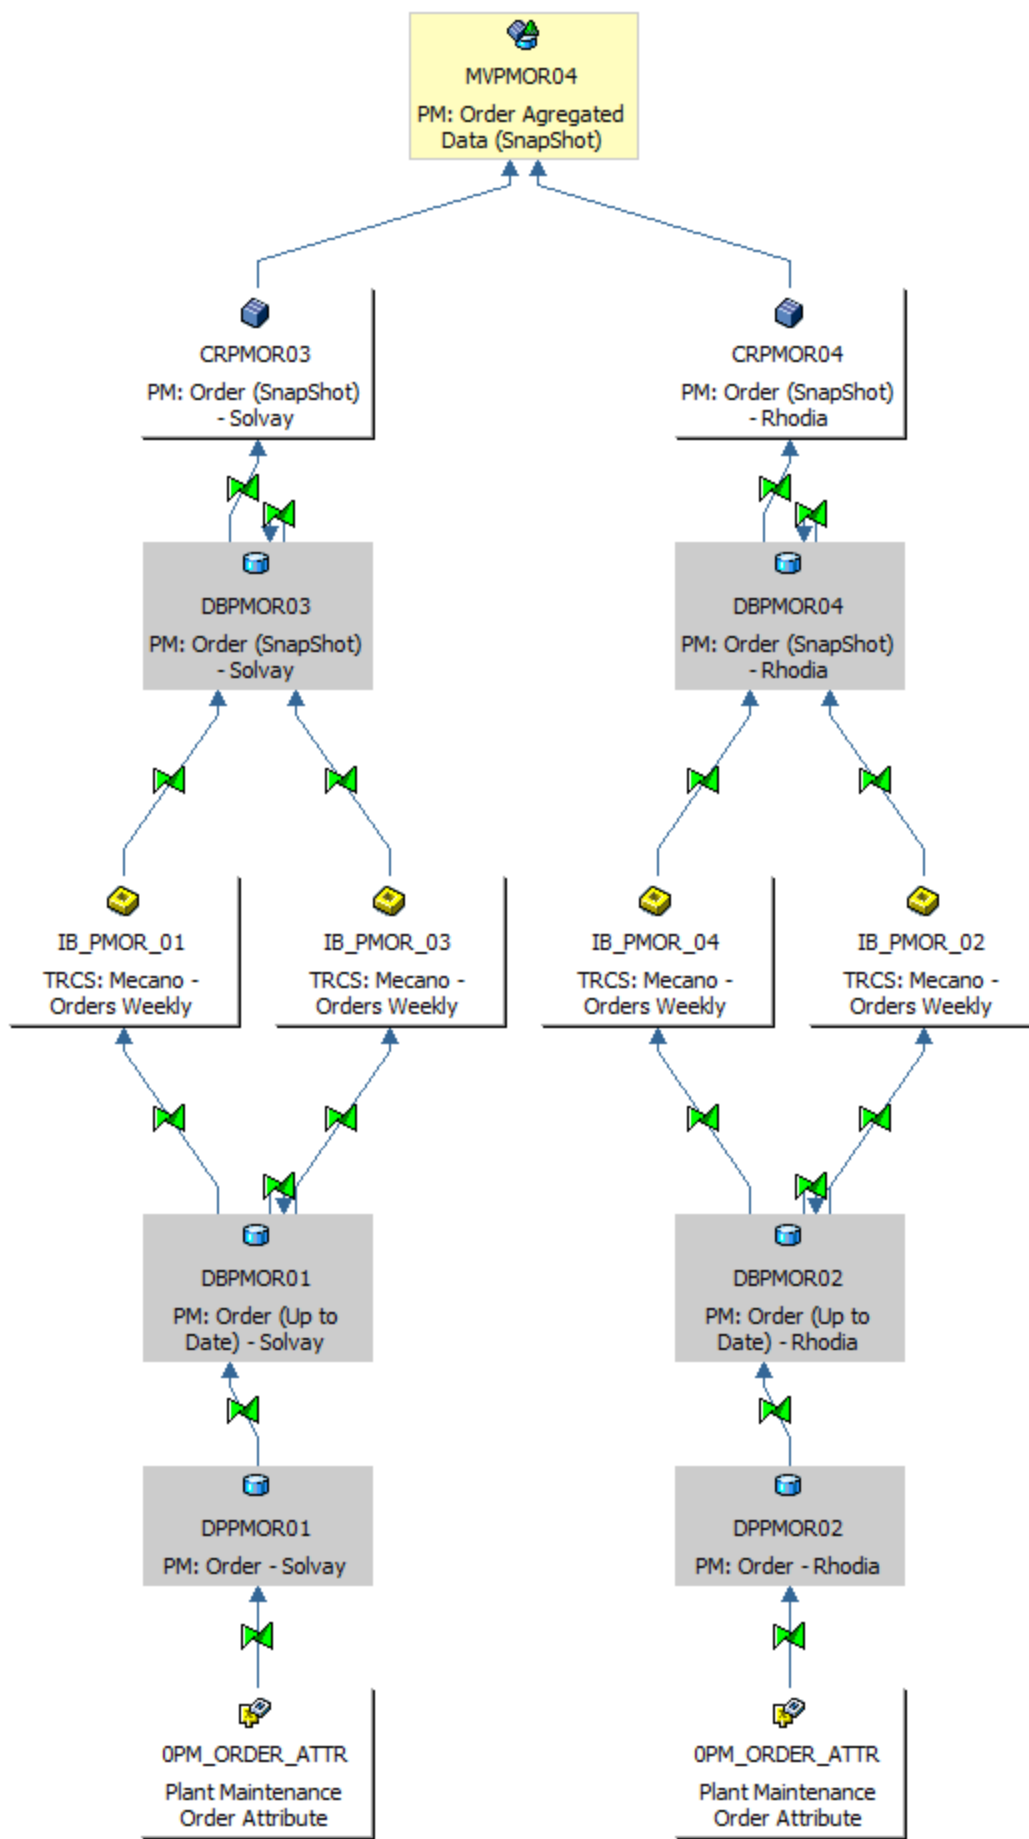 MVPMOR04
PM: Order Agregated
Data (SnapShot)
CRPMOR03
PM: Order (SnapShot)
- Solvay
CRPMOR04
PM: Order (SnapShot)
- Rhodia
DBPMOR03
PM: Order (SnapShot)
- Solvay
DBPMOR04
PM: Order (SnapShot)
- Rhodia
IB_PMOR_01
TRCS: Mecano -
Orders Weekly
IB_PMOR_03
TRCS: Mecano -
Orders Weekly
IB_PMOR_04
TRCS: Mecano -
Orders Weekly
IB_PMOR_02
TRCS: Mecano -
Orders Weekly
DBPMOR01
PM: Order (Up to
Date) - Solvay
DBPMOR02
PM: Order (Up to
Date) - Rhodia
DPPMOR01
PM: Order - Solvay
DPPMOR02
PM: Order - Rhodia
0PM_ORDER_ATTR
Plant Maintenance
Order Attribute
0PM_ORDER_ATTR
Plant Maintenance
Order Attribute